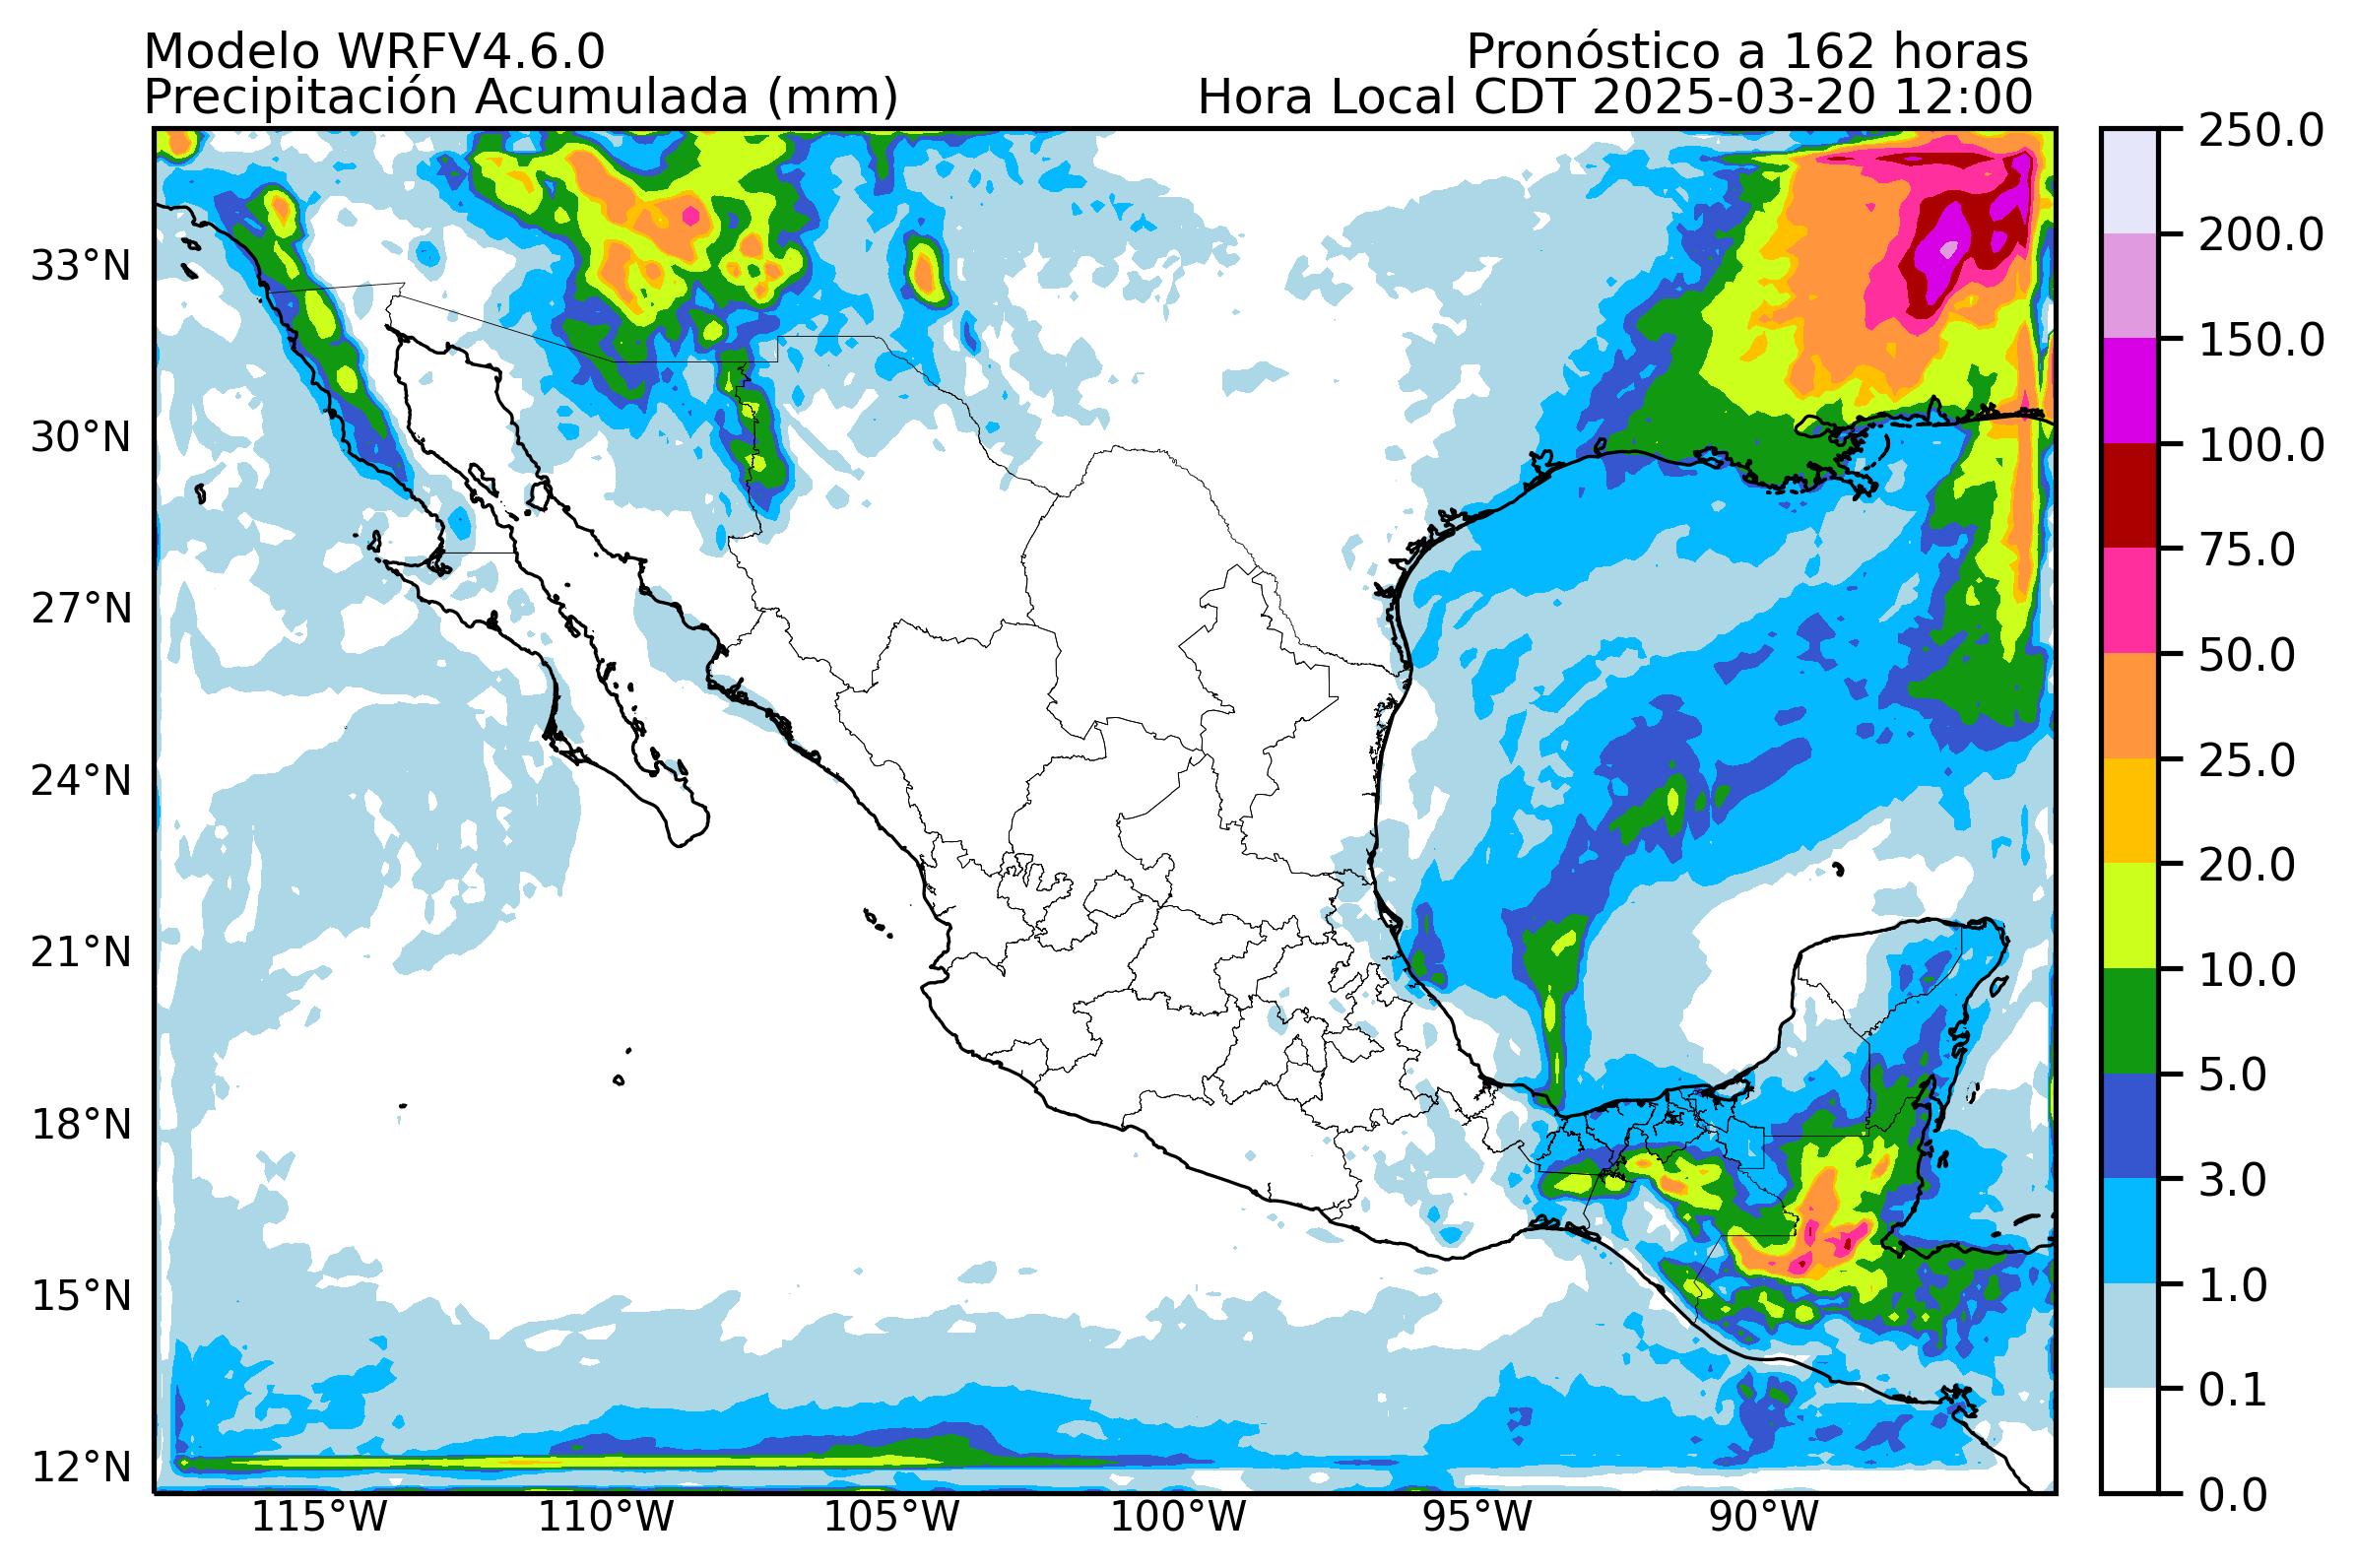 Modelo WRFV4.6.0
Pronóstico a 162 horas
Precipitación Acumulada (mm)
Hora Local CDT 2025-03-20 12:00
250.0
200.0
150.0
100.0
75.0
50.0
25.0
20.0
10.0
5.0
3.0
1.0
0.1
0.0
33°N
30°N
27°N
24°N
21°N
18°N
15°N
12°N
115°W
110°W
105°W
100°W
95°W
90°W